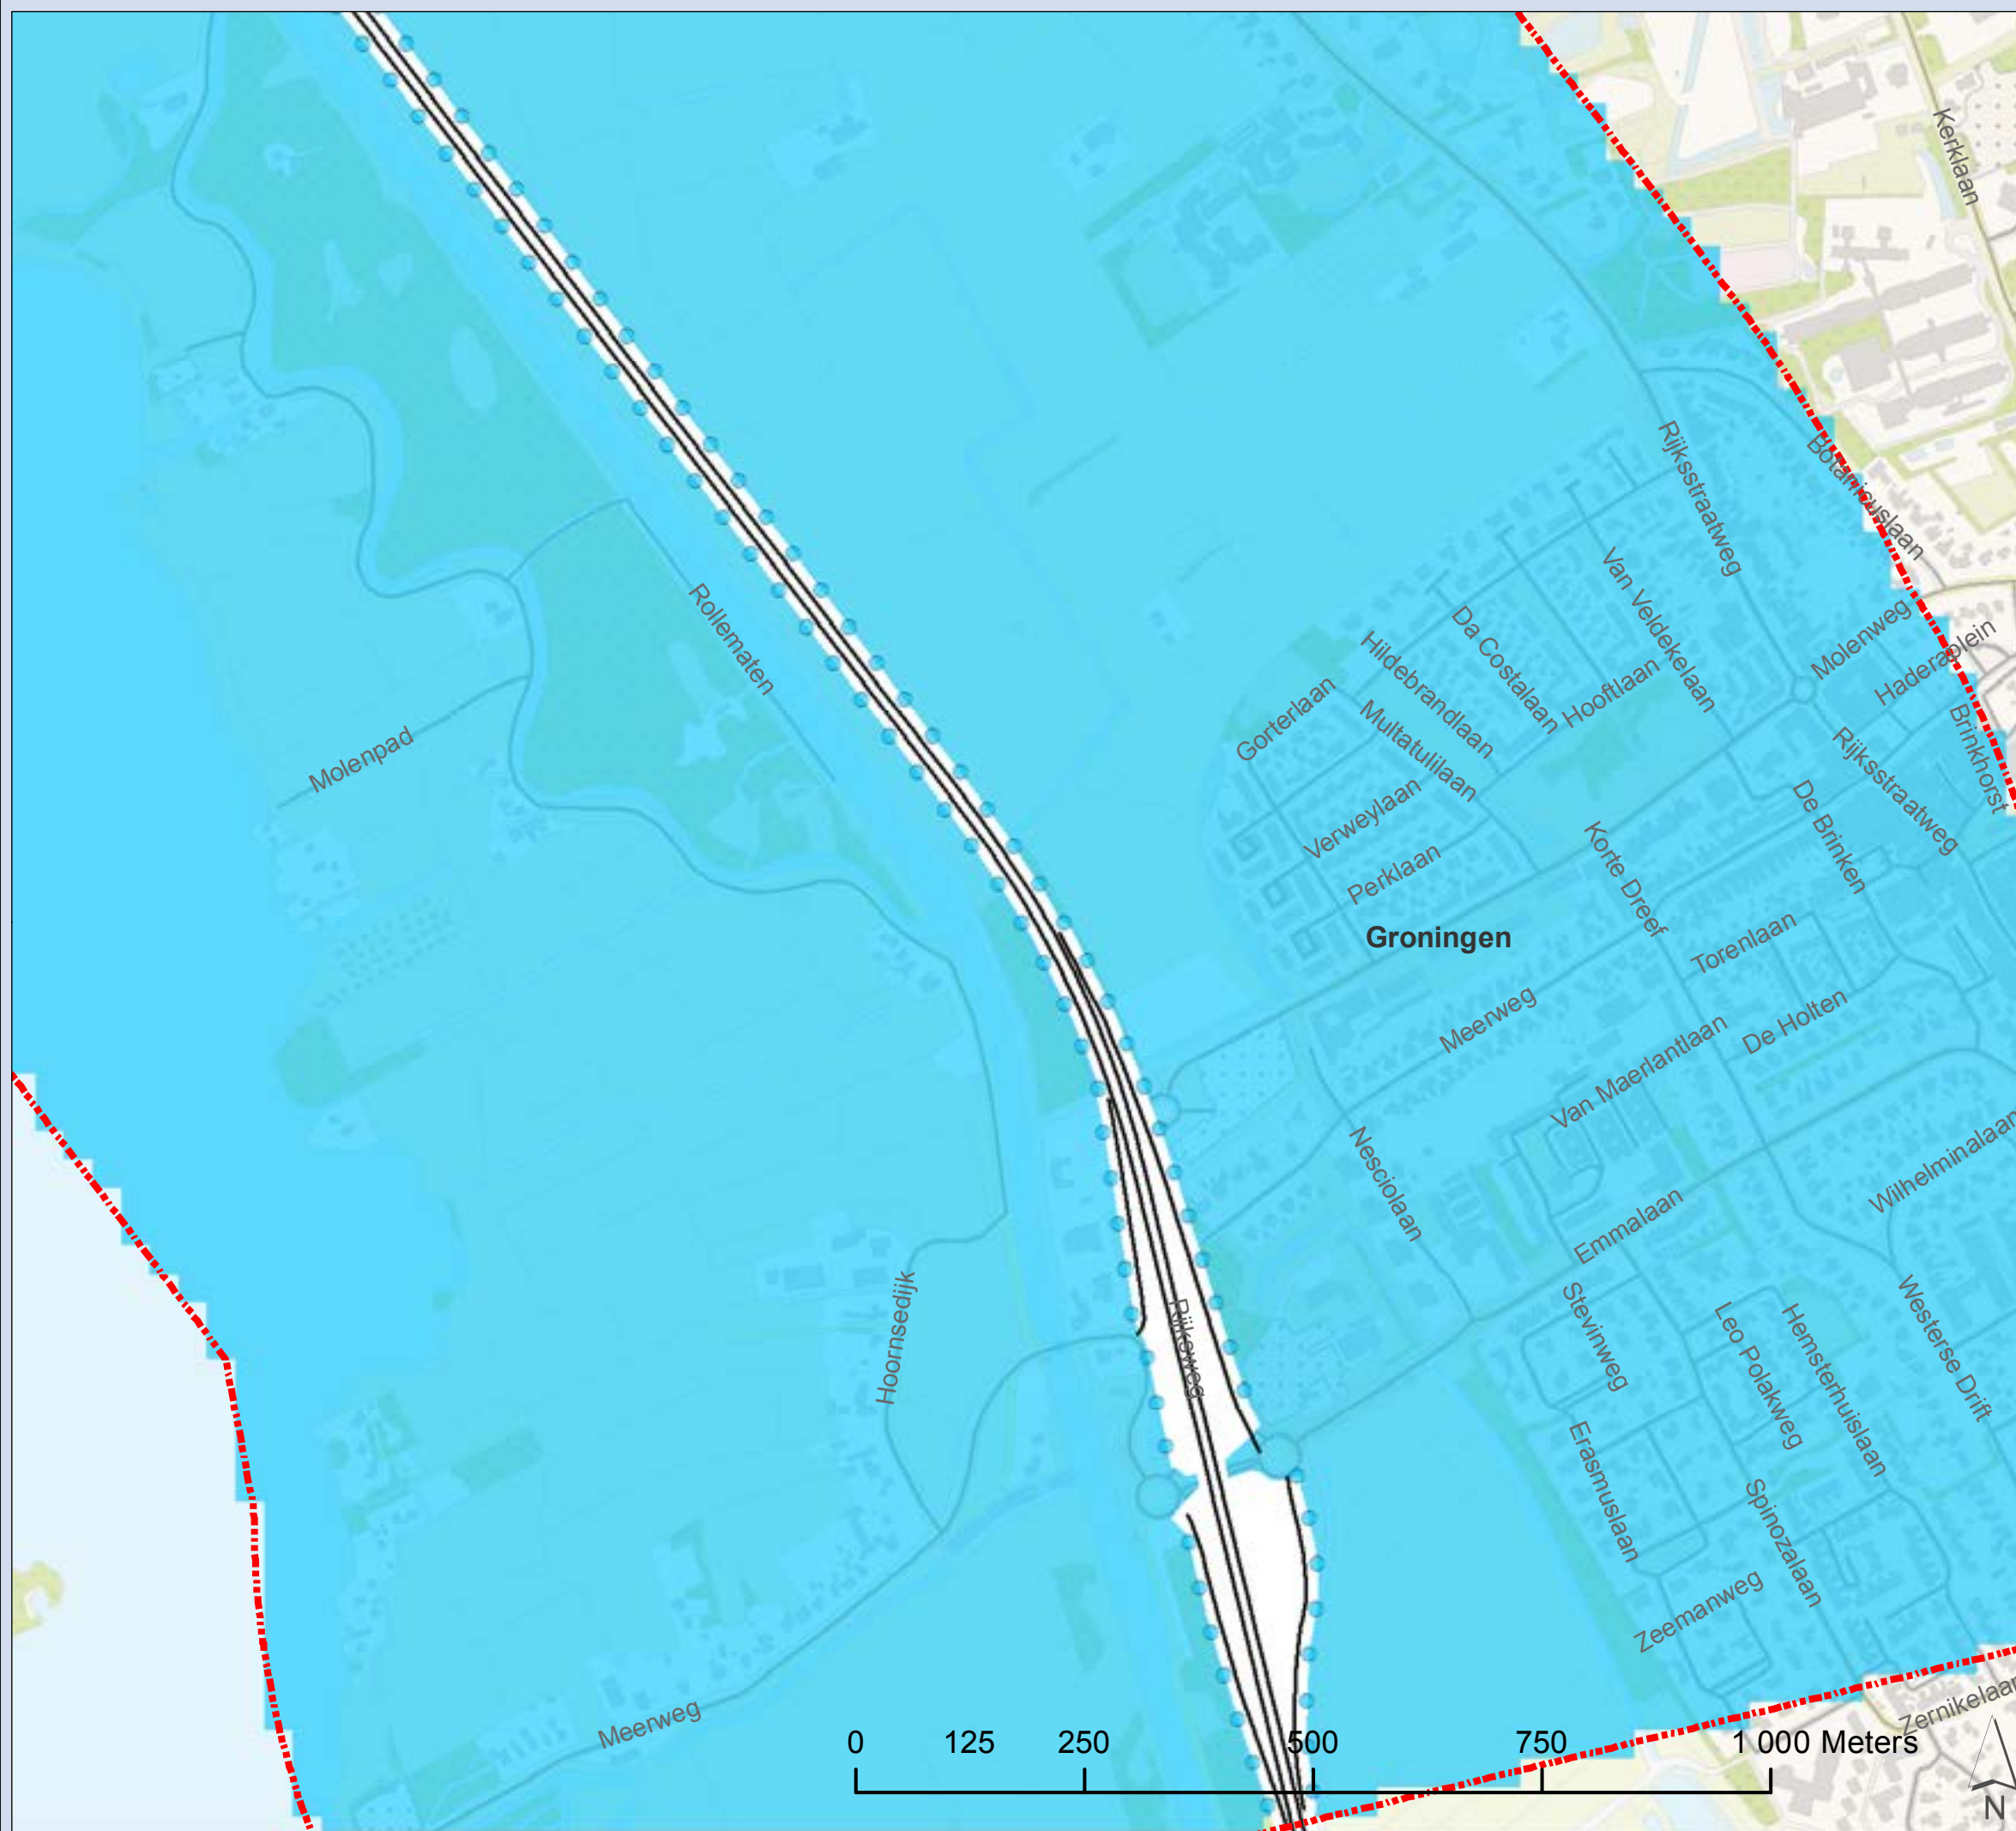 Kerklaan
Rijksstraatweg
Botanicuslaan
Van Veldekelaan
Molenweg
Haderaplein
Da Costalaan
Hildebrandlaan
Hooftlaan
Gorterlaan
Multatulilaan
Rollematen
Brinkhorst
Rijksstraatweg
Molenpad
Verweylaan
De Brinken
Perklaan
Korte Dreef
Groningen
Torenlaan
Meerweg
De Holten
Van Maerlantlaan
Nesciolaan
Wilhelminalaan
Emmalaan
Hoornsedijk
Rijksweg
Stevinweg
Leo Polakweg
Hemsterhuislaan
Westerse Drift
Erasmuslaan
Spinozalaan
Zeemanweg
Meerweg
Zernikelaan
0 125 250 500 750 1 000 Meters
N